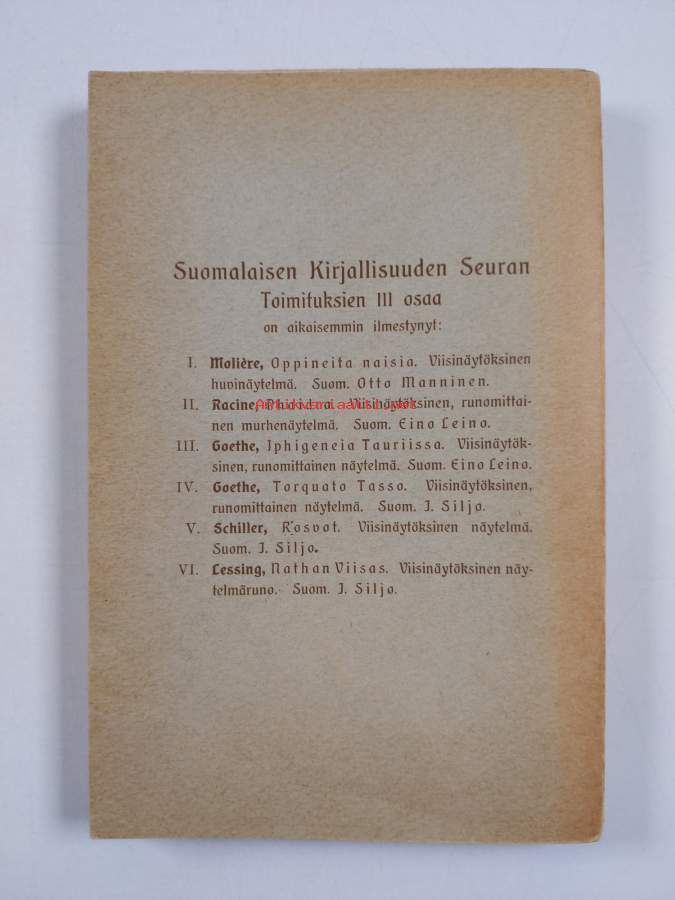 Suomalaisen Kirjallisuuden Seuran
Toimituksien III osaa
on aikaisemmin ilmestynyt:
I. Molière, Oppineita naisia. Viisinäytöksinen
huvinäytelmä. Suom. Otto Manninen.
II. Racine, Phaidra. Viisinäytöksinen, runomittai-
nen murhenäytelmä. Suom. Eino Leino.
III. Goethe, Iphigeneia Tauriissa. Viisinäytök-
sinen, runomittainen näytelmä. Suom. Eino Leino.
IV. Goethe, Torquato Tasso. Viisinäytöksinen,
runomittainen näytelmä. Suom. J. Siljo.
V. Schiller, Rosvot. Viisinäytöksinen näytelmä.
Suom. J. Siljo.
VI. Lessing, Nathan Viisas. Viisinäytöksinen näy-
telmäruno. Suom. J. Siljo.